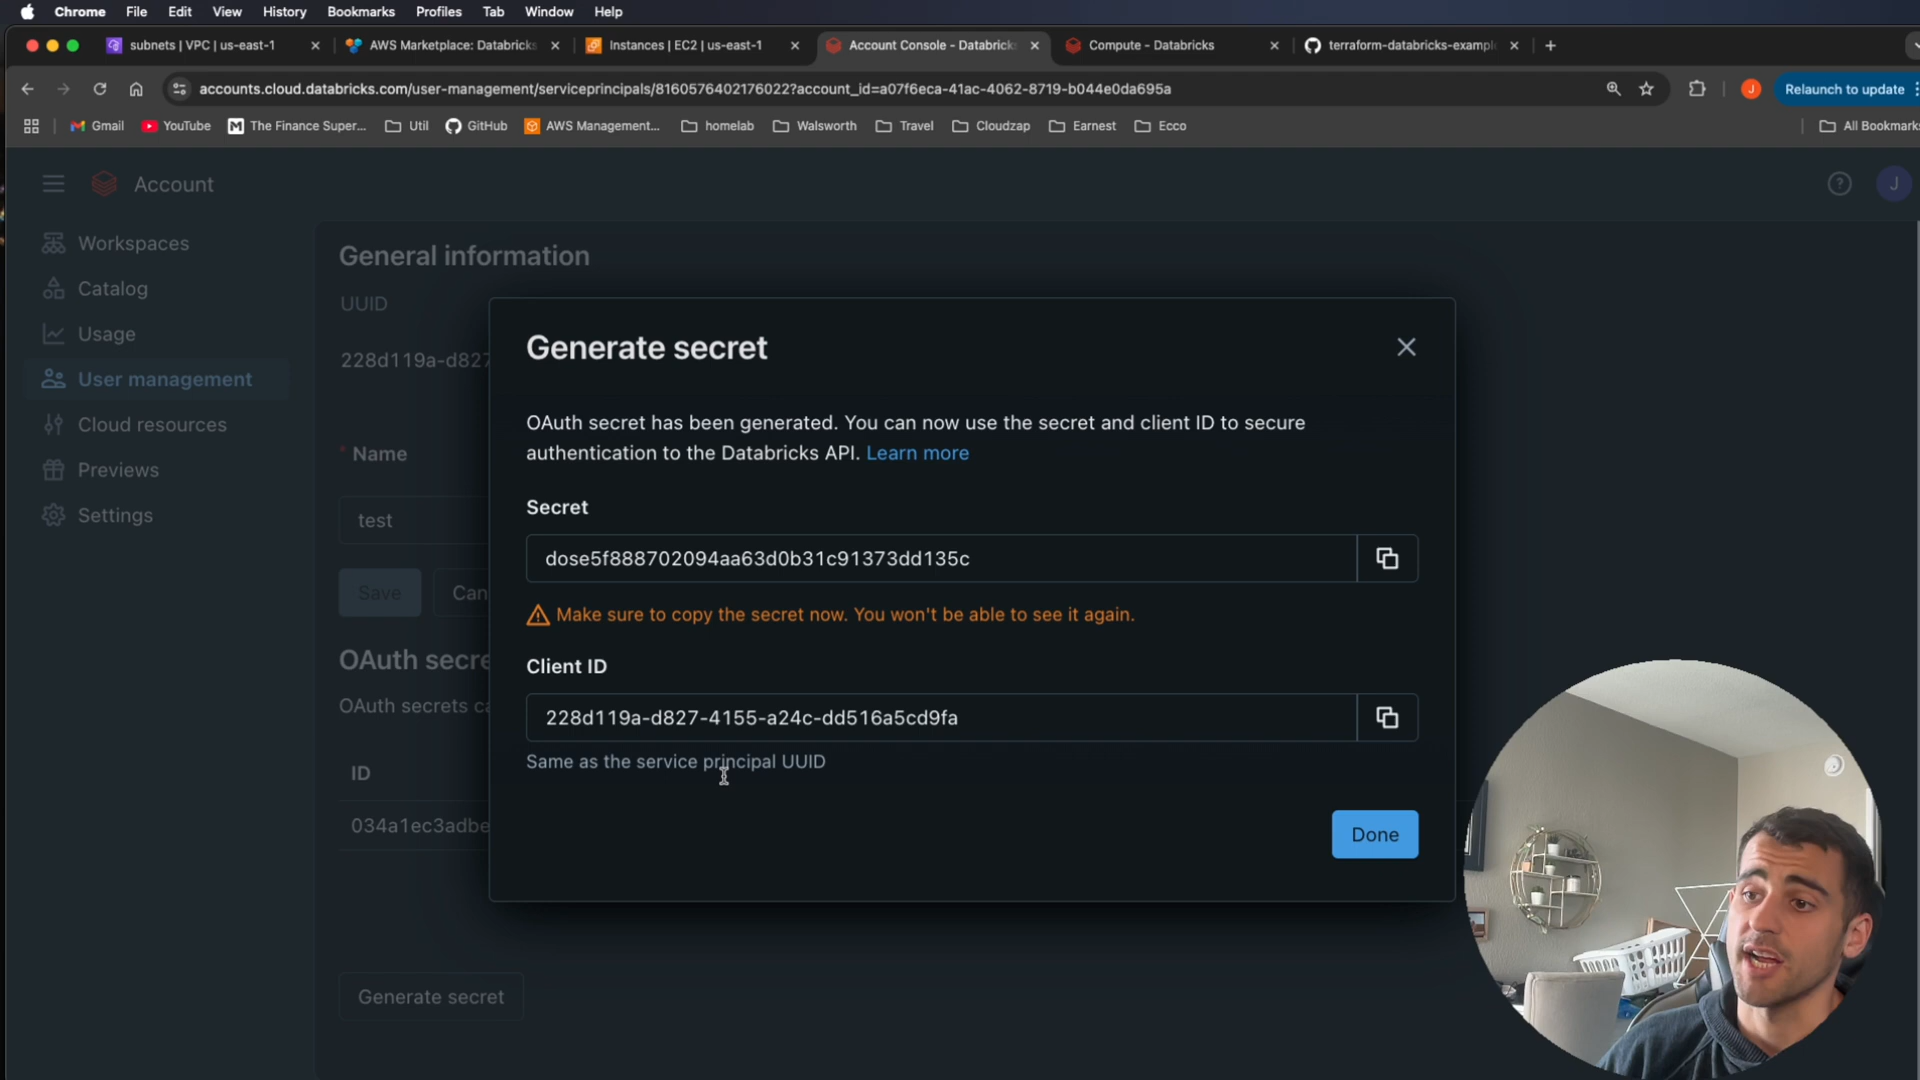 Chrome File Edit View History Bookmarks Profiles Tab Window Help
subnets | VPC | us-east-1
AWS Marketplace: Databricks
Instances | EC2 | us-east-1
Account Console - Databrick
Compute - Databricks
terraform-databricks-exampl
accounts.cloud.databricks.com/user-management/serviceprincipals/8160576402176022?account_id=a07f6eca-41ac-4062-8719-b044e0da695a
J
Relaunch to update
Gmail YouTube The Finance Super... Util GitHub AWS Management... homelab Walsworth Travel Cloudzap Earnest Ecco All Bookmarks
Account
J
Workspaces
Catalog
Usage
User management
Cloud resources
Previews
Settings
General information
UUID
228d119a-d827
* Name
test
Save
Can
OAuth secre
OAuth secrets ca
ID
034a1ec3adbe
Generate secret
Generate secret
OAuth secret has been generated. You can now use the secret and client ID to secure
authentication to the Databricks API. Learn more
Secret
dose5f888702094aa63d0b31c91373dd135c
Make sure to copy the secret now. You won't be able to see it again.
Client ID
228d119a-d827-4155-a24c-dd516a5cd9fa
Same as the service principal UUID
Done